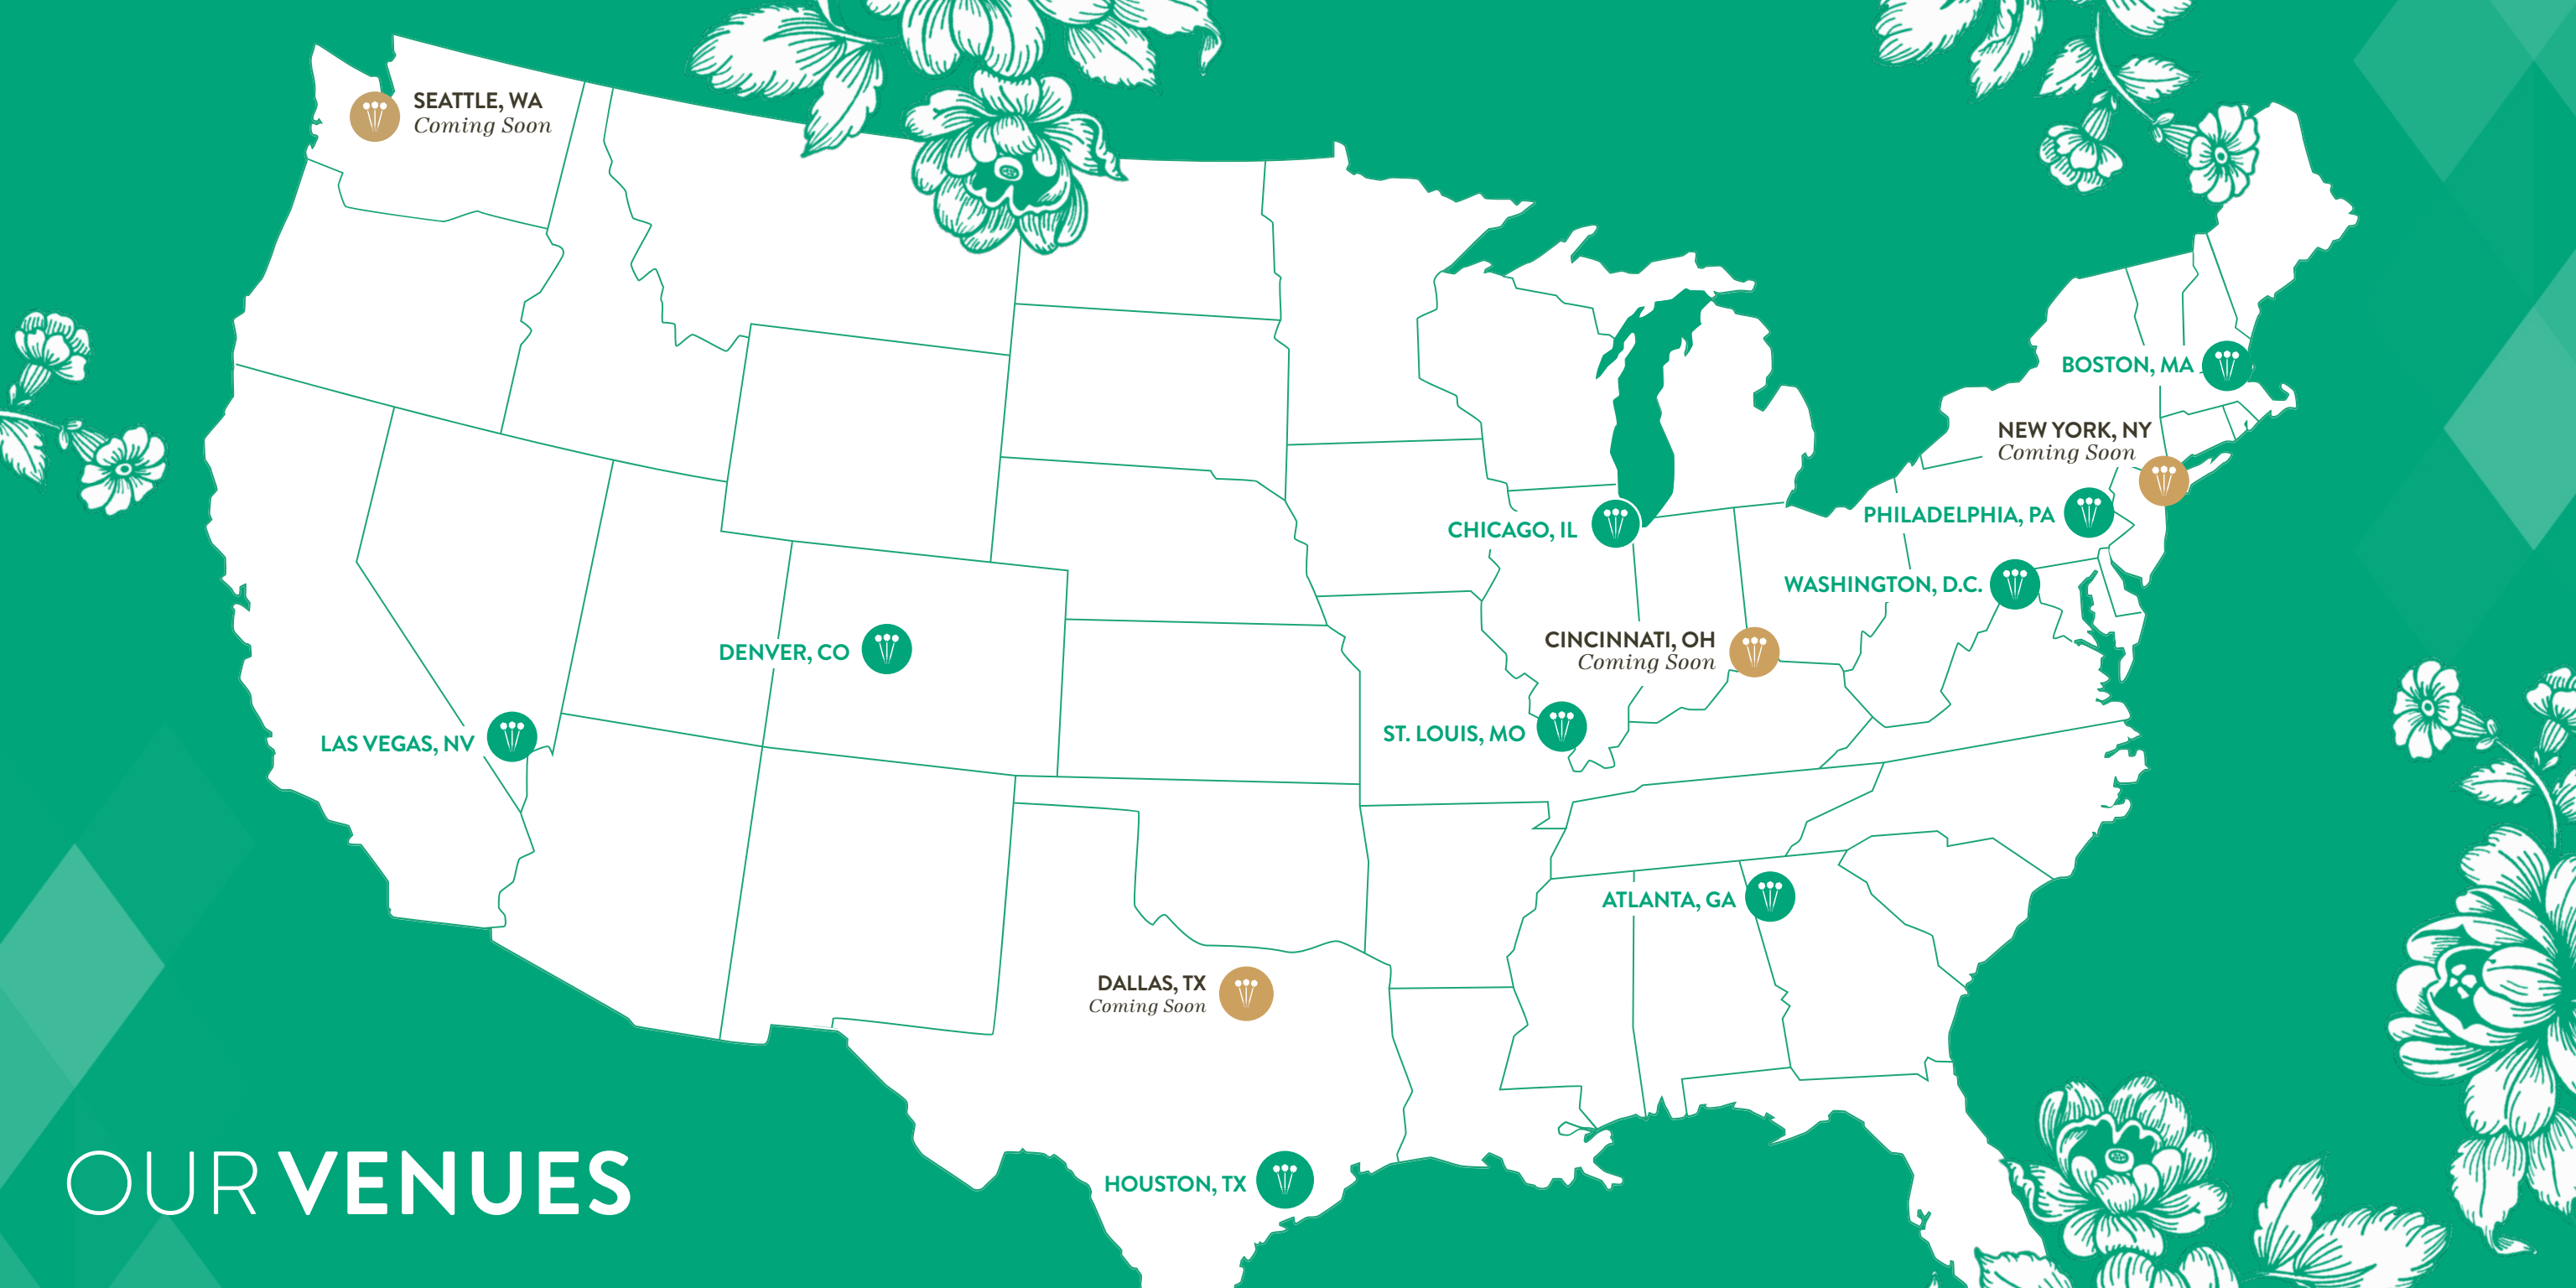 SEATTLE, WA
Coming Soon
BOSTON, MA
NEW YORK, NY
Coming Soon
PHILADELPHIA, PA
CHICAGO, IL
WASHINGTON, D.C.
CINCINNATI, OH
Coming Soon
DENVER, CO
ST. LOUIS, MO
LAS VEGAS, NV
ATLANTA, GA
DALLAS, TX
Coming Soon
HOUSTON, TX
OUR VENUES